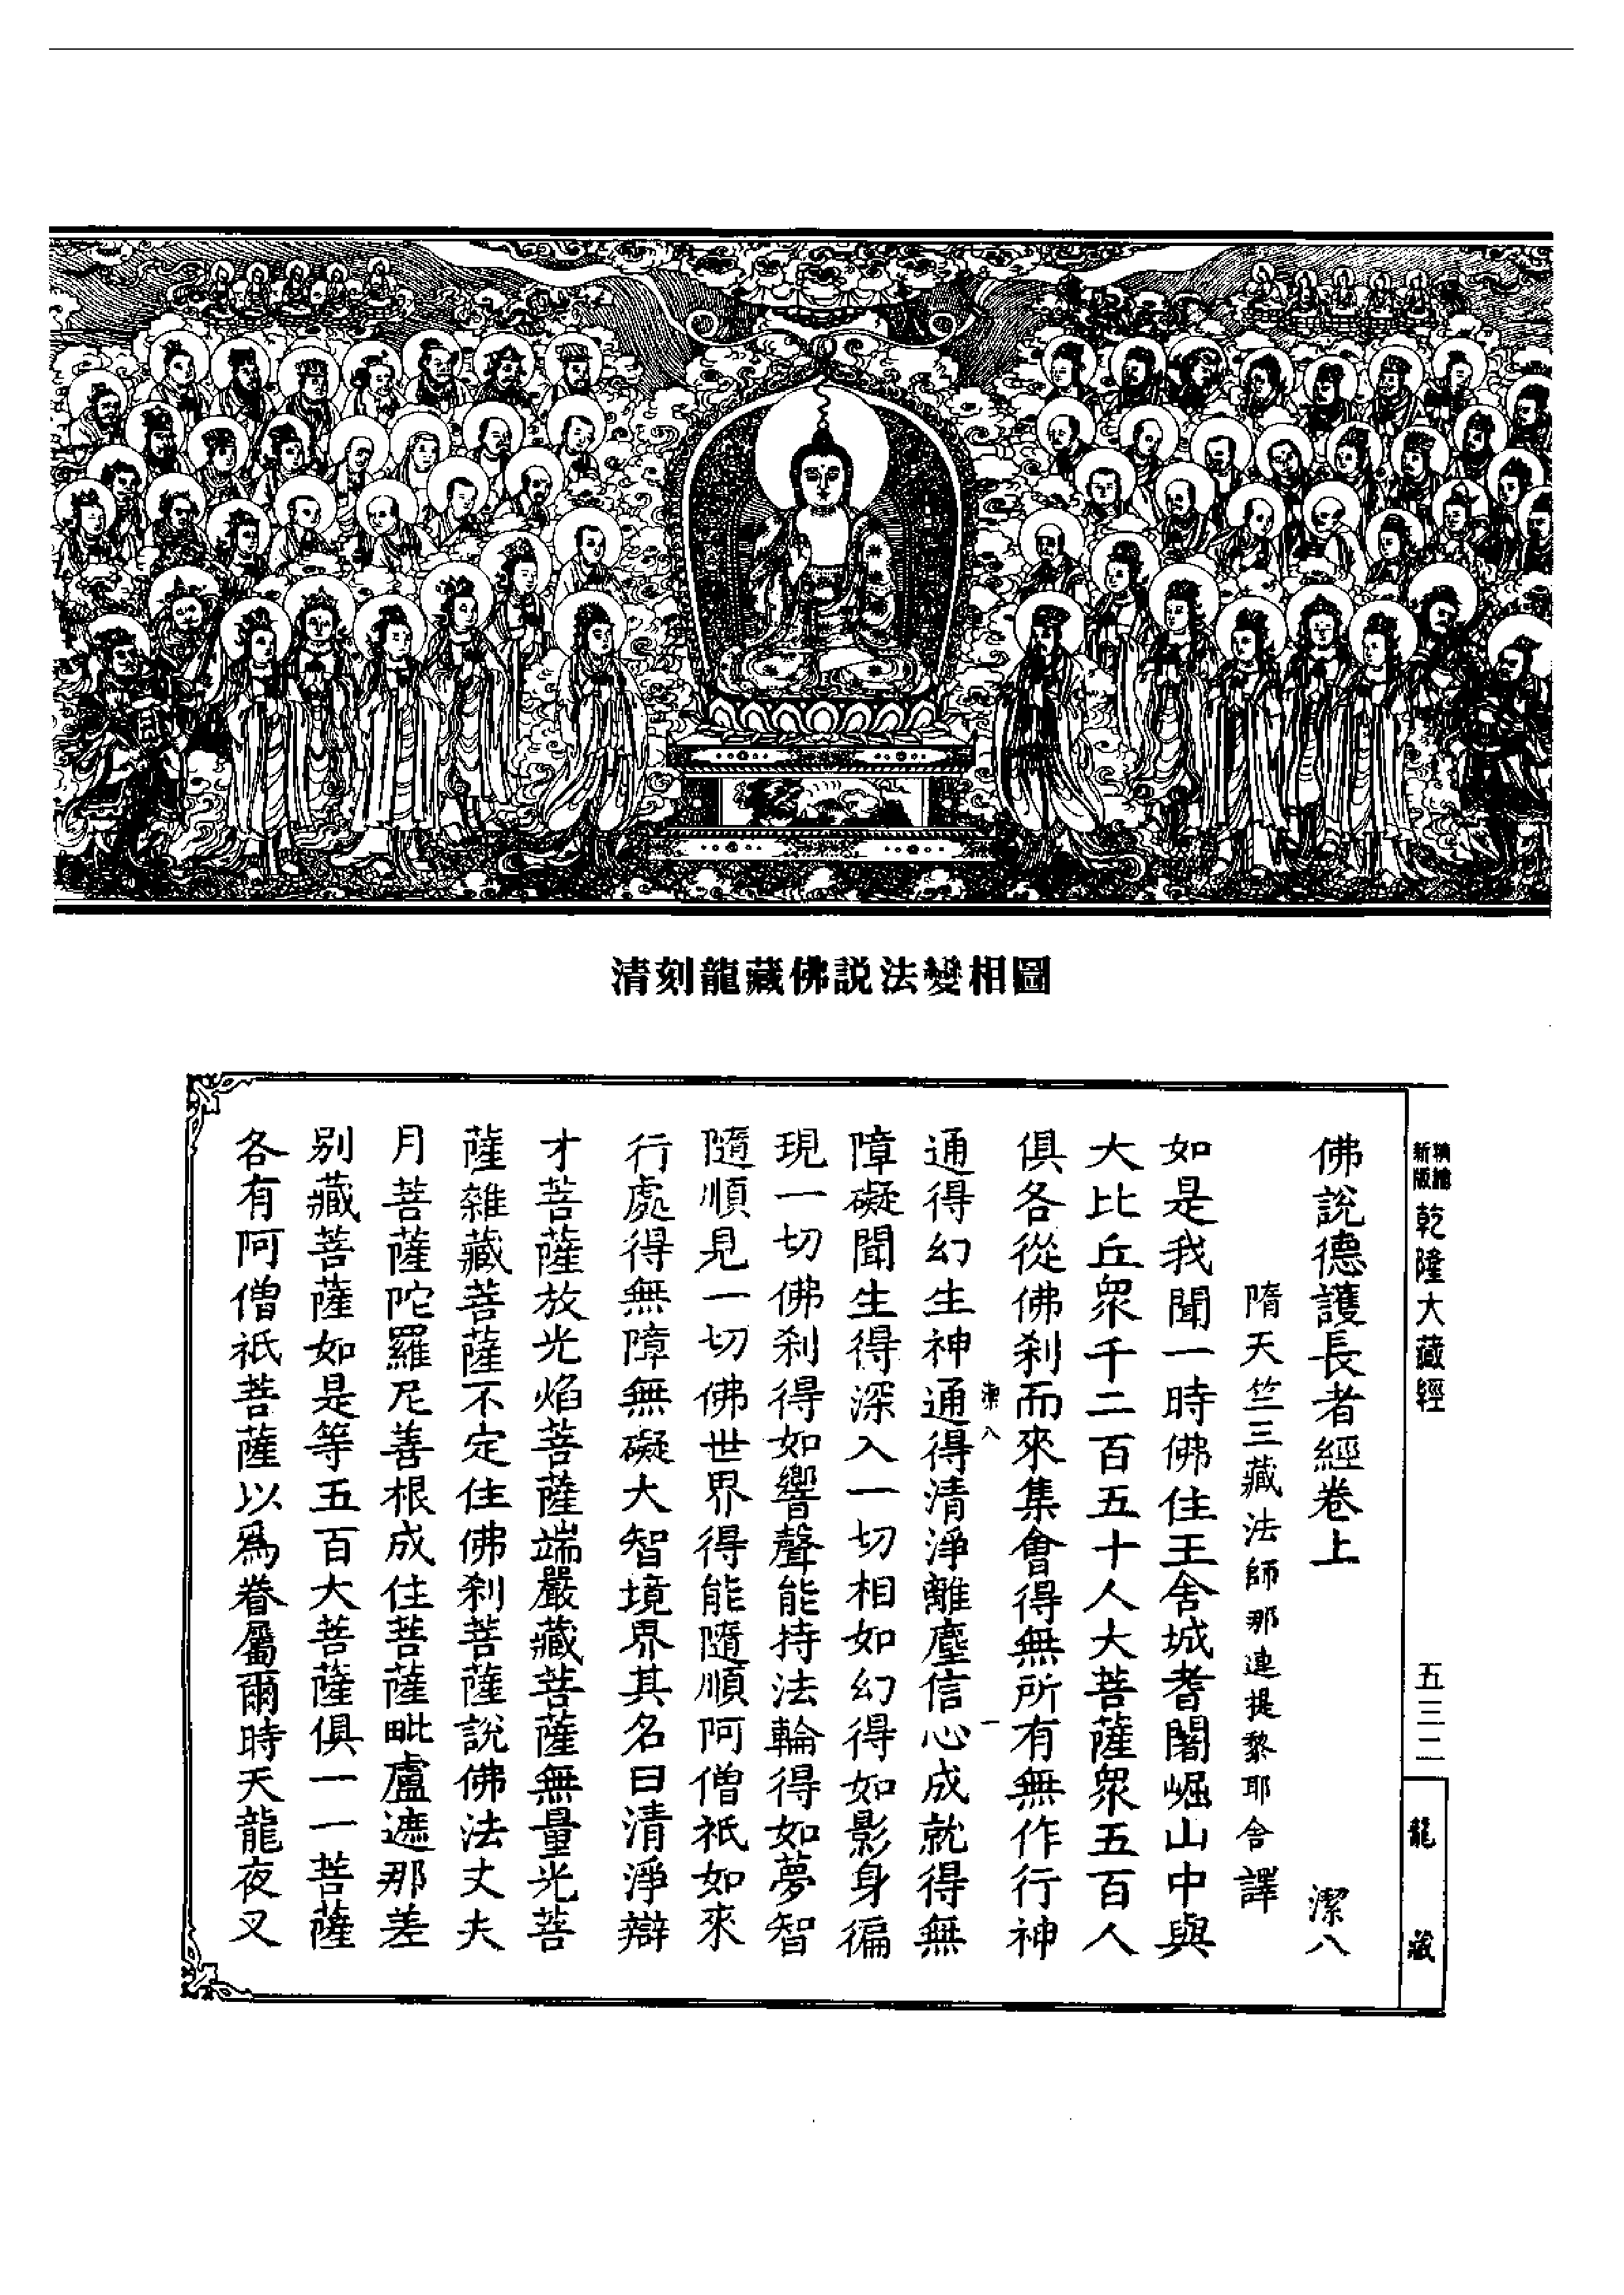 清刻龍藏佛説法變相圖
新版
乾隆大藏經
五三二
龍藏
佛說德護長者經卷上 潔八
隋天竺三藏法師那連提黎耶舍譯
如是我聞一時佛住王舍城耆闍崛山中與
大比丘眾千二百五十人大菩薩眾五百人
俱各從佛剎而來集會得無所有無作行神
潔八 一
通得幻生神通得清淨離塵信心成就得無
障礙聞生得深入一切相如幻得如影身徧
現一切佛剎得如響聲能持法輪得如夢智
隨順見一切佛世界得能隨順阿僧祇如來
行處得無障無礙大智境界其名曰清淨辯
才菩薩放光焰菩薩端嚴藏菩薩無量光菩
薩雜藏菩薩不定住佛剎菩薩說佛法丈夫
月菩薩陀羅尼善根成住菩薩毗盧遮那差
別藏菩薩如是等五百大菩薩俱一一菩薩
各有阿僧祇菩薩以為眷屬爾時天龍夜叉